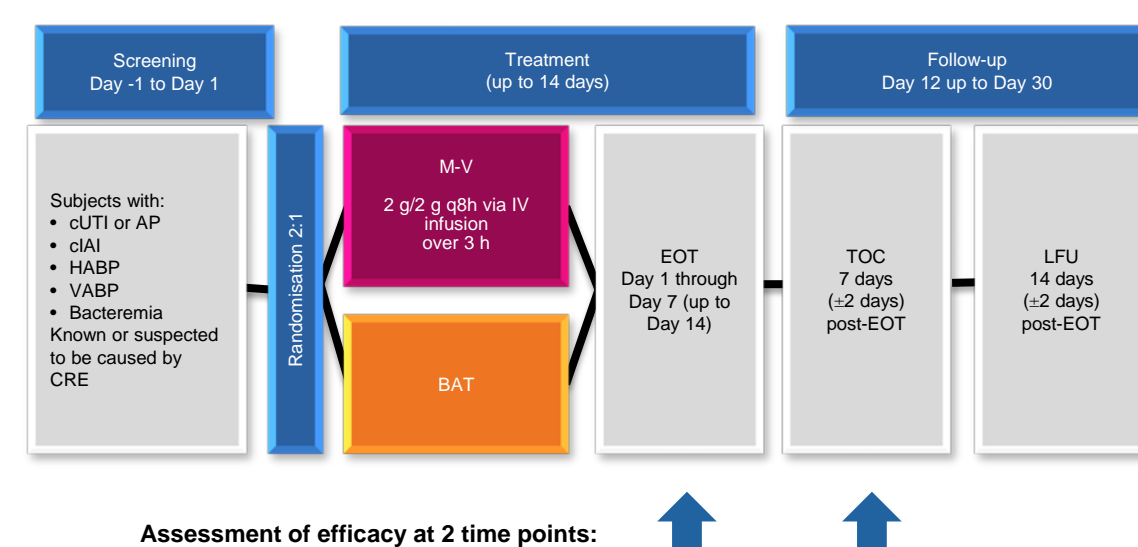 Screening
Day -1 to Day 1
Treatment
(up to 14 days)
Follow-up
Day 12 up to Day 30
Subjects with:
• cUTI or AP
• cIAI
• HABP
• VABP
• Bacteremia
Known or suspected
to be caused by
CRE
Randomisation 2:1
M-V
2 g/2 g q8h via IV
infusion
over 3 h
BAT
EOT
Day 1 through
Day 7 (up to
Day 14)
TOC
7 days
(±2 days)
post-EOT
LFU
14 days
(±2 days)
post-EOT
Assessment of efficacy at 2 time points: